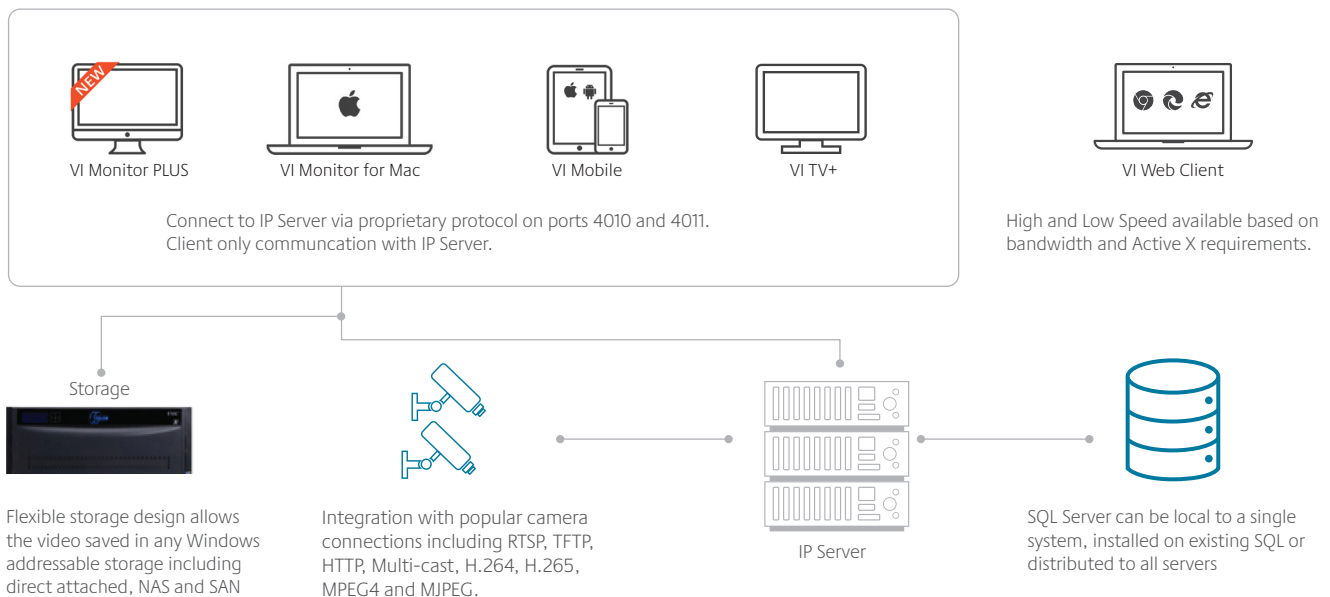 NEW
VI Monitor PLUS
VI Monitor for Mac
VI Mobile
VI TV+
VI Web Client
Connect to IP Server via proprietary protocol on ports 4010 and 4011.
Client only communcation with IP Server.
High and Low Speed available based on
bandwidth and Active X requirements.
Storage
Flexible storage design allows
the video saved in any Windows
addressable storage including
direct attached, NAS and SAN
Integration with popular camera
connections including RTSP, TFTP,
HTTP, Multi-cast, H.264, H.265,
MPEG4 and MJPEG.
IP Server
SQL Server can be local to a single
system, installed on existing SQL or
distributed to all servers